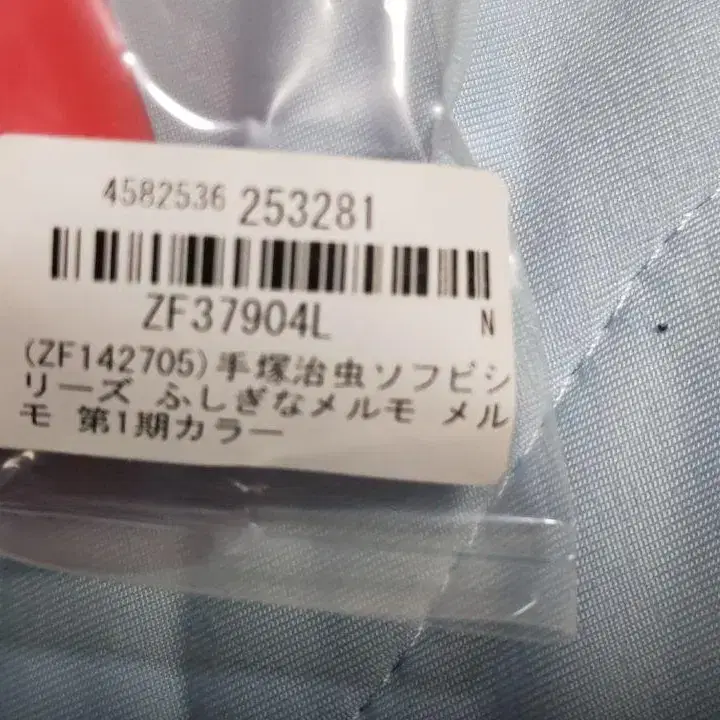 4582536 253281
ZF37904L N
(ZF142705)手塚治虫ソフビシ
リーズ ふしぎなメルモ メル
モ 第1期カラー